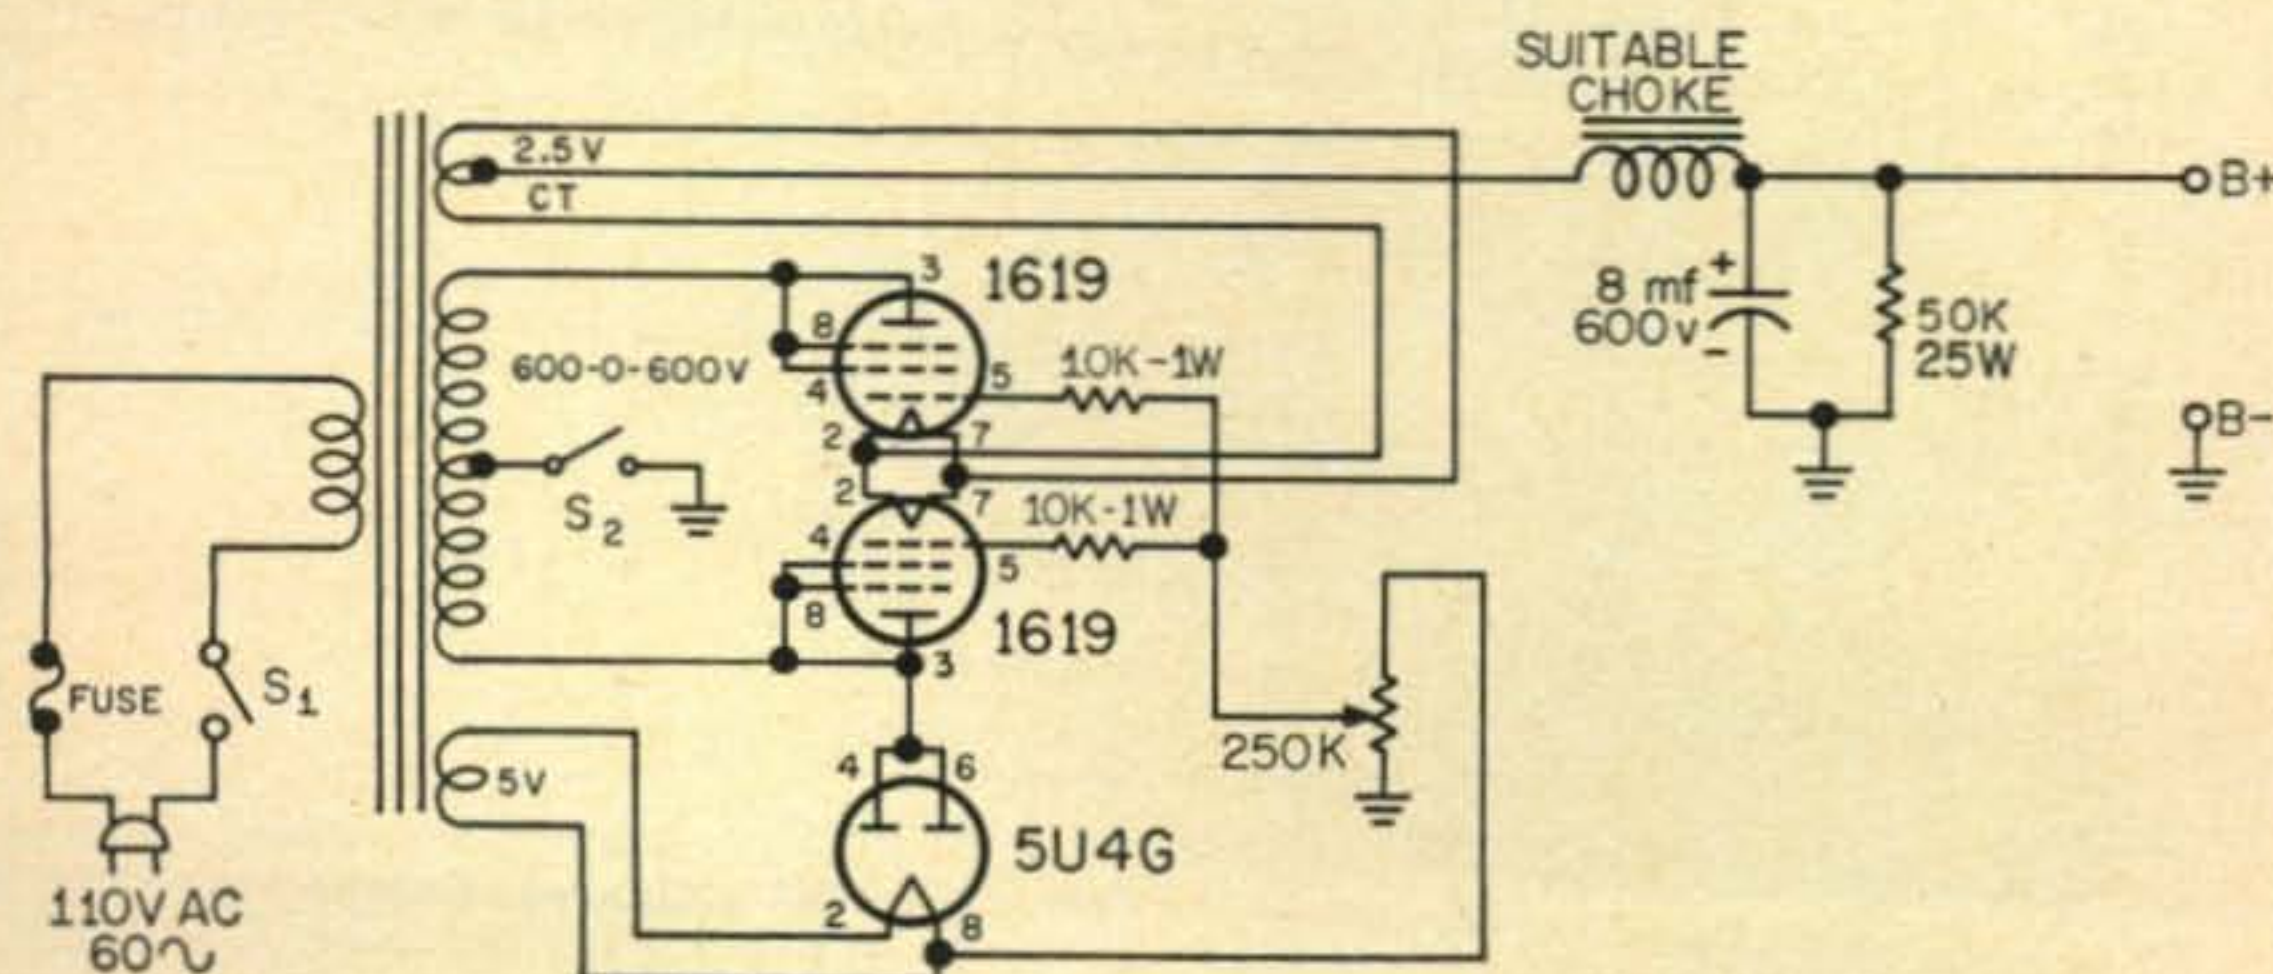 SUITABLE
CHOKE
2.5V
CT
B+
3
1619
8 mf
600v
+
-
50K
25W
8
600-0-600V
4
5
10K-1W
2
7
B-
S2
2
7
10K-1W
4
5
8
1619
3
FUSE
S1
250K
5V
4
6
5U4G
2
8
110V AC
60~